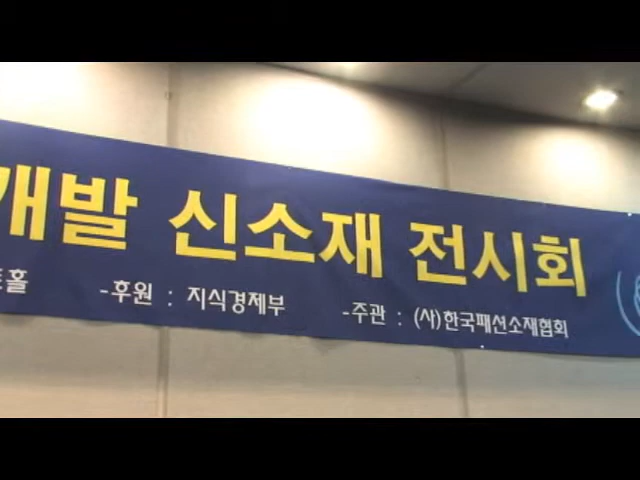 개발 신소재 전시회
홀 -후원 : 지식경제부 -주관 : (사)한국패션소재협회